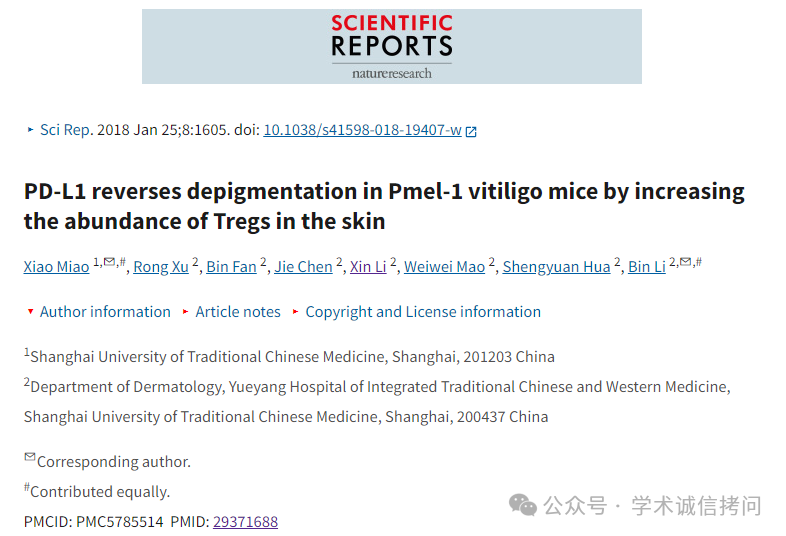 SCIENTIFIC
REPORTS
natureresearch
Sci Rep. 2018 Jan 25;8:1605. doi: 10.1038/s41598-018-19407-w
PD-L1 reverses depigmentation in Pmel-1 vitiligo mice by increasing
the abundance of Tregs in the skin
Xiao Miao 1,✉,#, Rong Xu 2, Bin Fan 2, Jie Chen 2, Xin Li 2, Weiwei Mao 2, Shengyuan Hua 2, Bin Li 2,✉,#
Author information Article notes Copyright and License information
1Shanghai University of Traditional Chinese Medicine, Shanghai, 201203 China
2Department of Dermatology, Yueyang Hospital of Integrated Traditional Chinese and Western Medicine,
Shanghai University of Traditional Chinese Medicine, Shanghai, 200437 China
✉Corresponding author.
#Contributed equally.
PMCID: PMC5785514 PMID: 29371688
公众号 · 学术诚信拷问